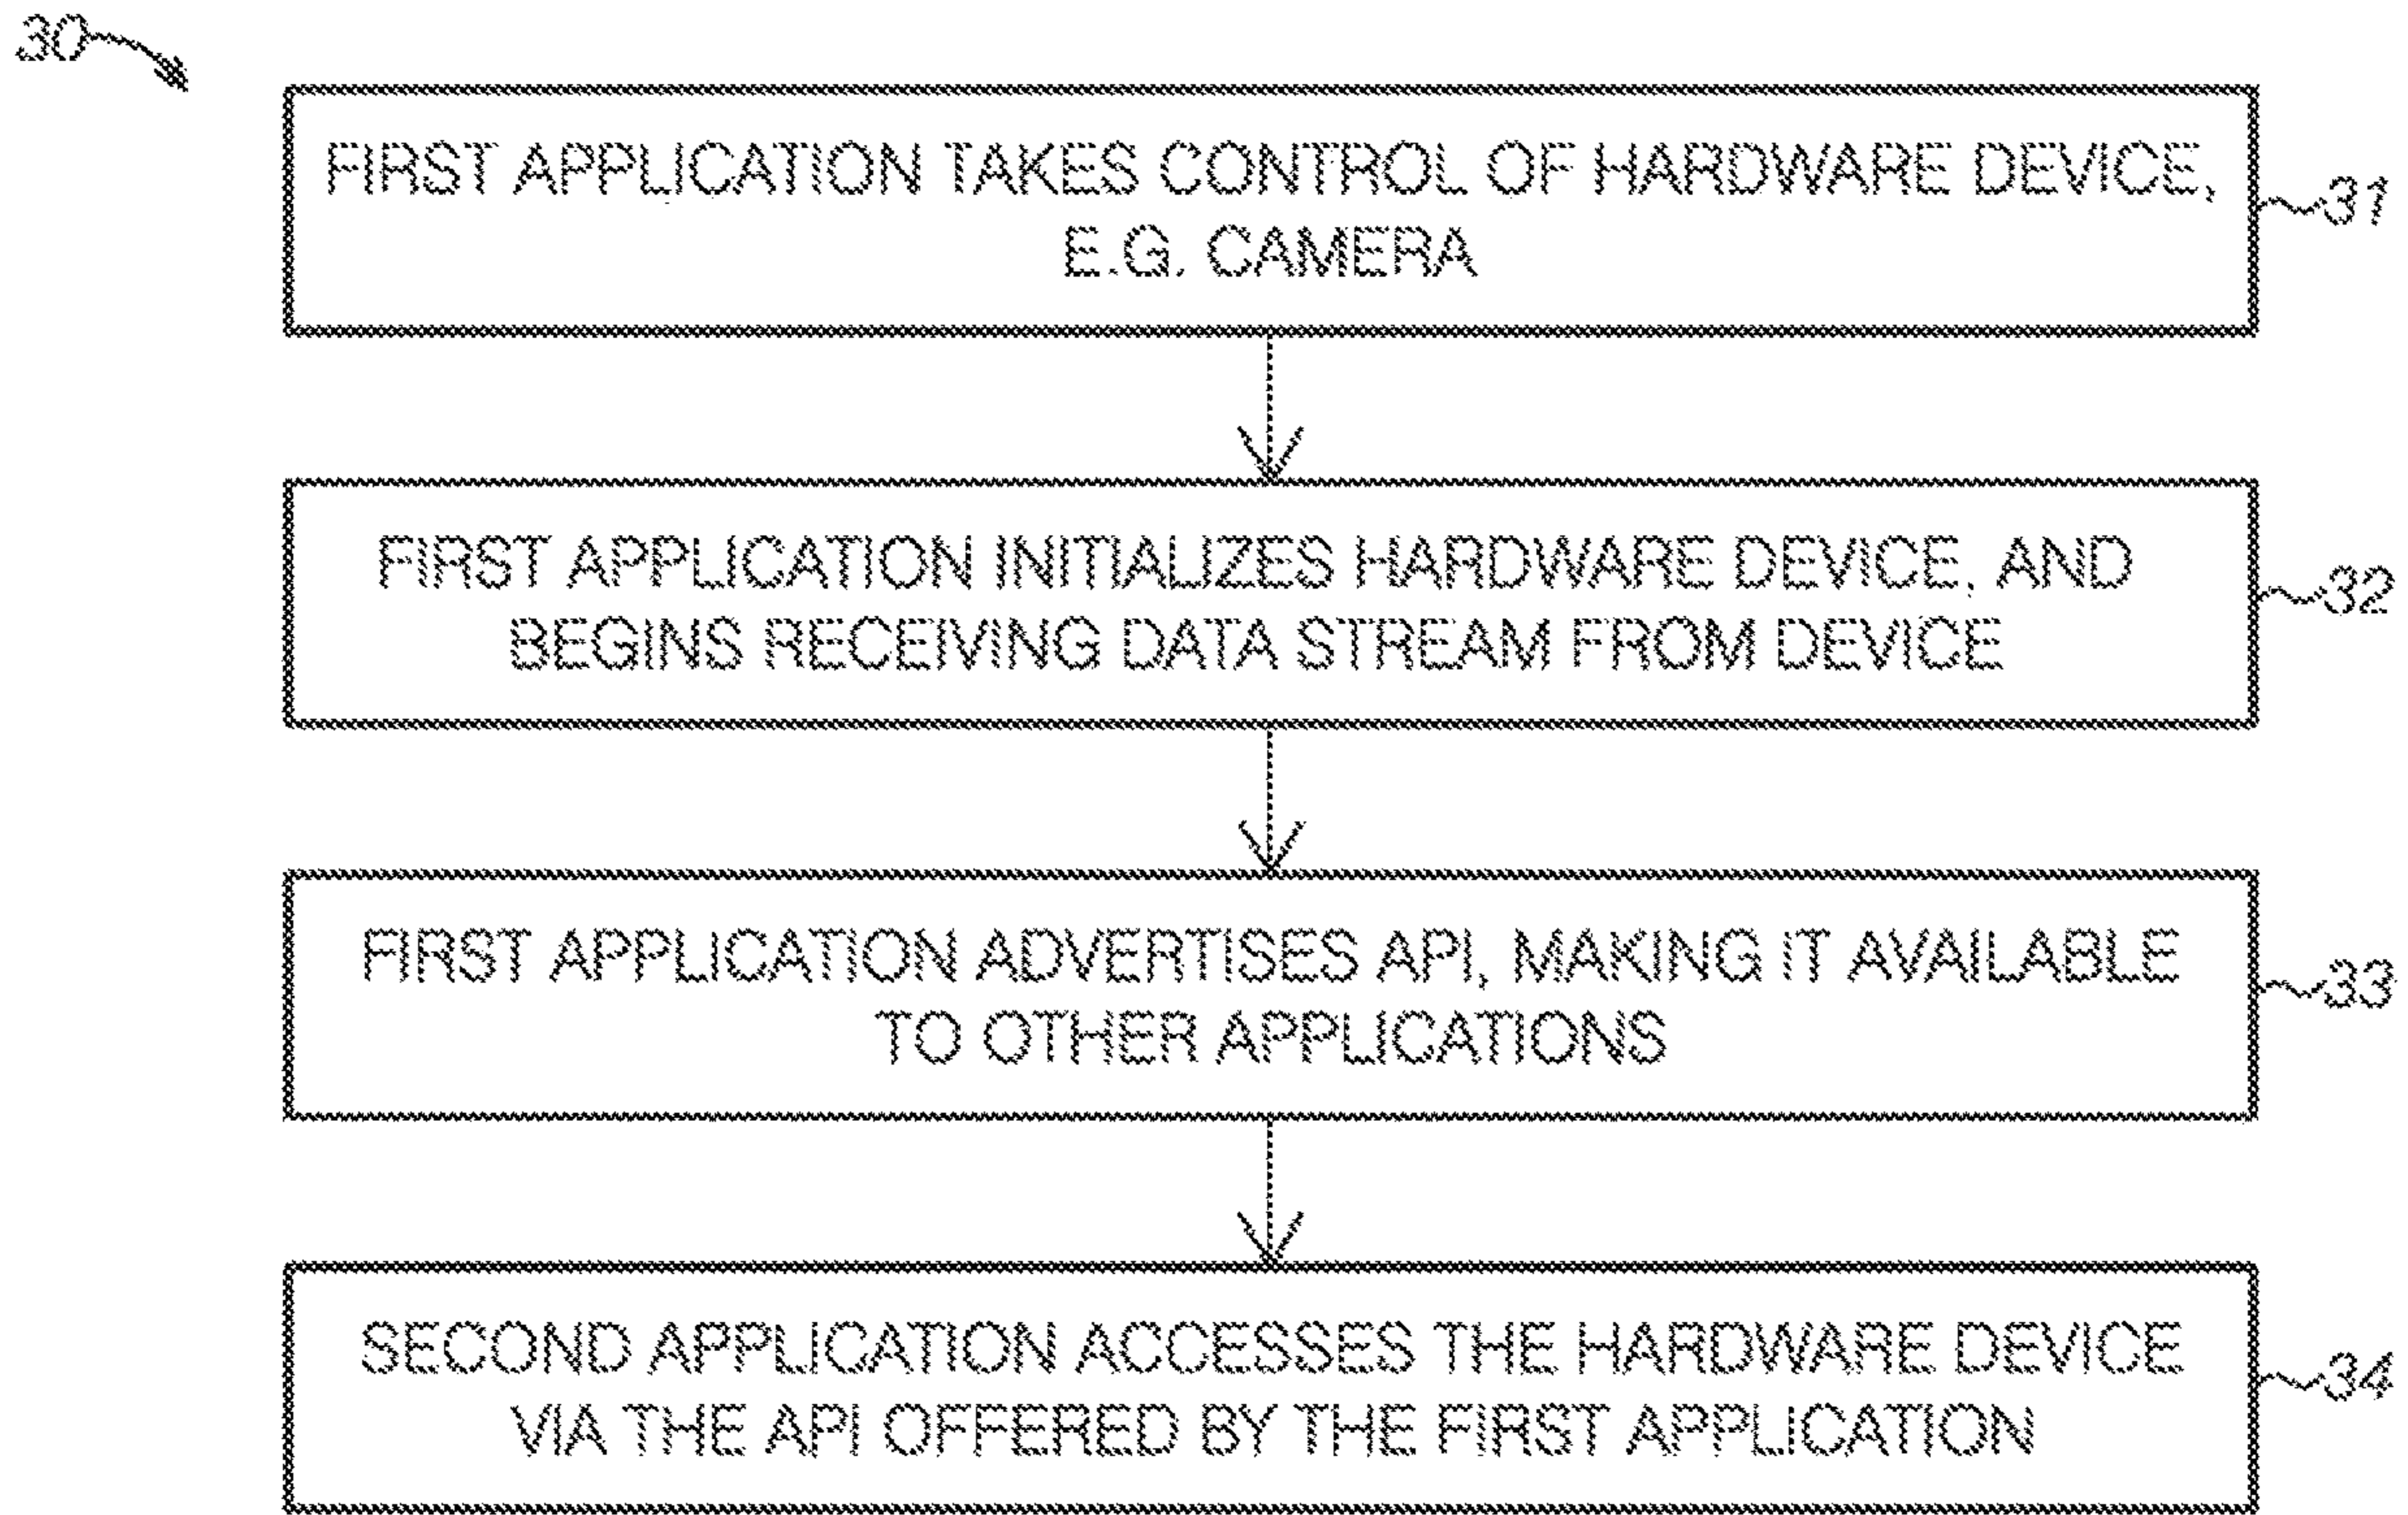 30
FIRST APPLICATION TAKES CONTROL OF HARDWARE DEVICE,
E.G. CAMERA
31
FIRST APPLICATION INITIALIZES HARDWARE DEVICE, AND
BEGINS RECEIVING DATA STREAM FROM DEVICE
32
FIRST APPLICATION ADVERTISES API, MAKING IT AVAILABLE
TO OTHER APPLICATIONS
33
SECOND APPLICATION ACCESSES THE HARDWARE DEVICE
VIA THE API OFFERED BY THE FIRST APPLICATION
34